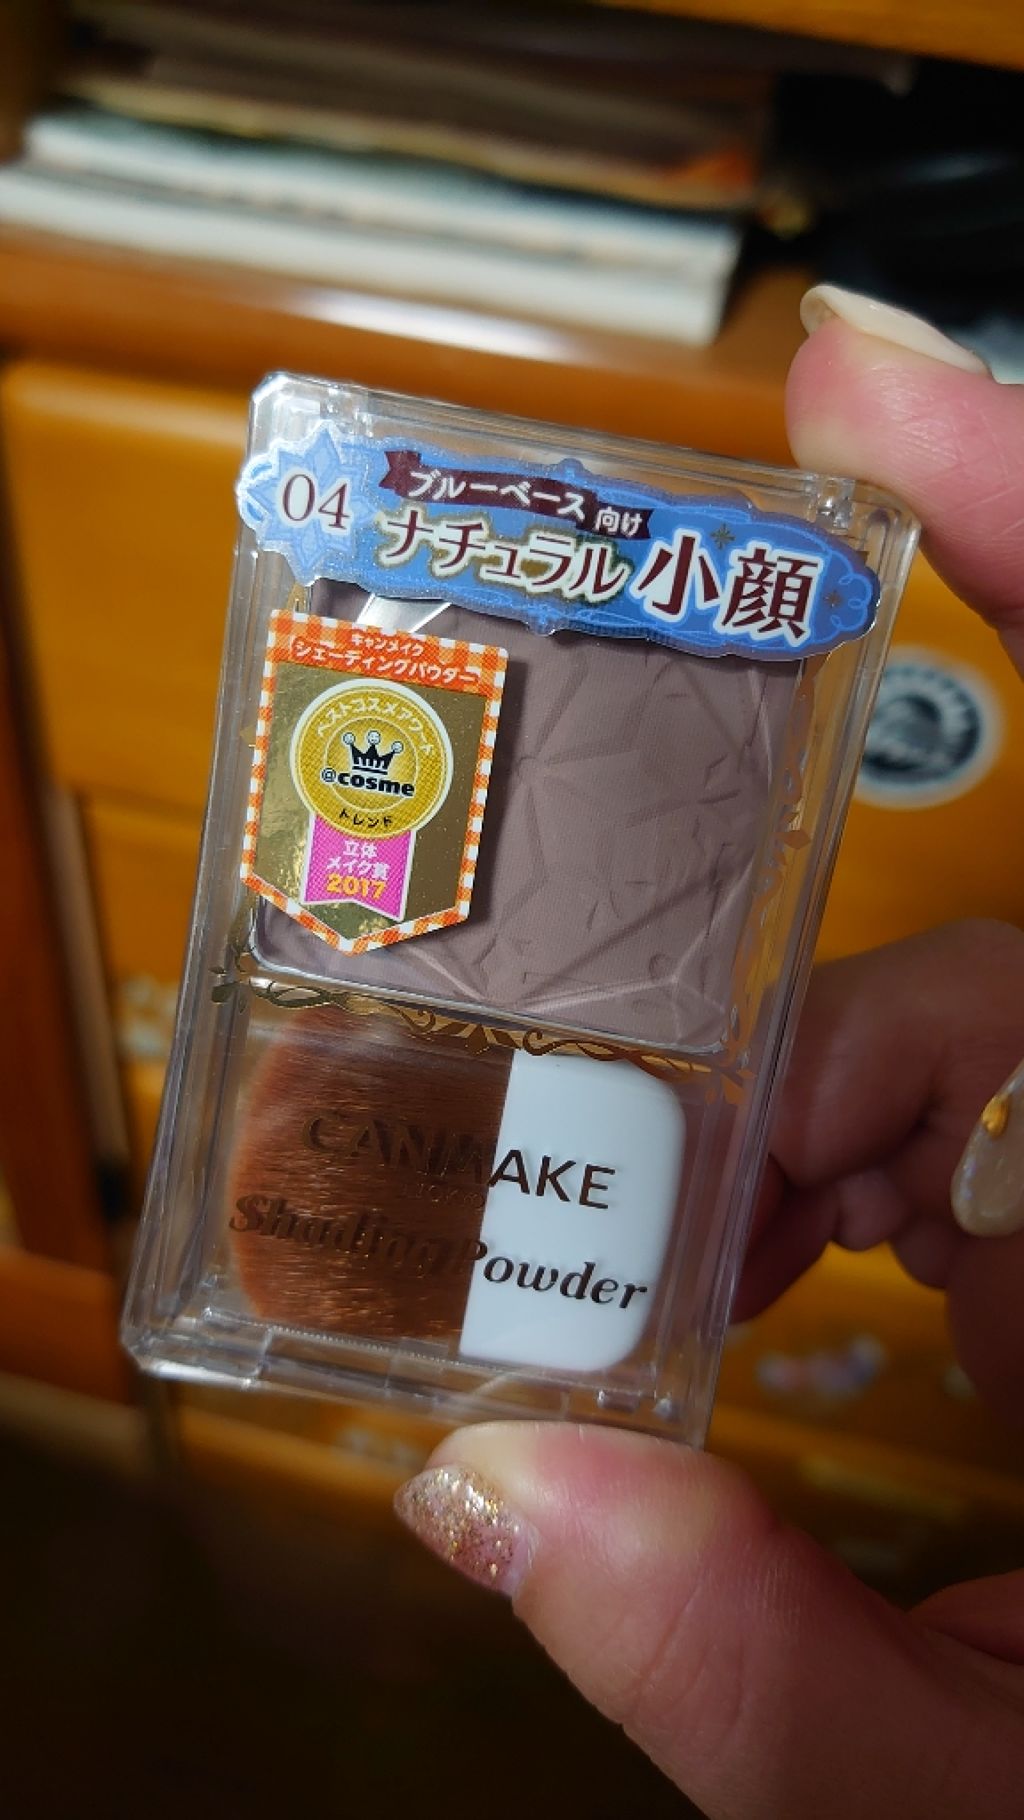 04
ブルーベース 向け
ナチュラル 小顔
キャンメイク
シェーディングパウダー
ベストコスメアワード
@cosme
トレンド
立体
メイク賞
2017
CANMAKE
TOKYO
Shading Powder